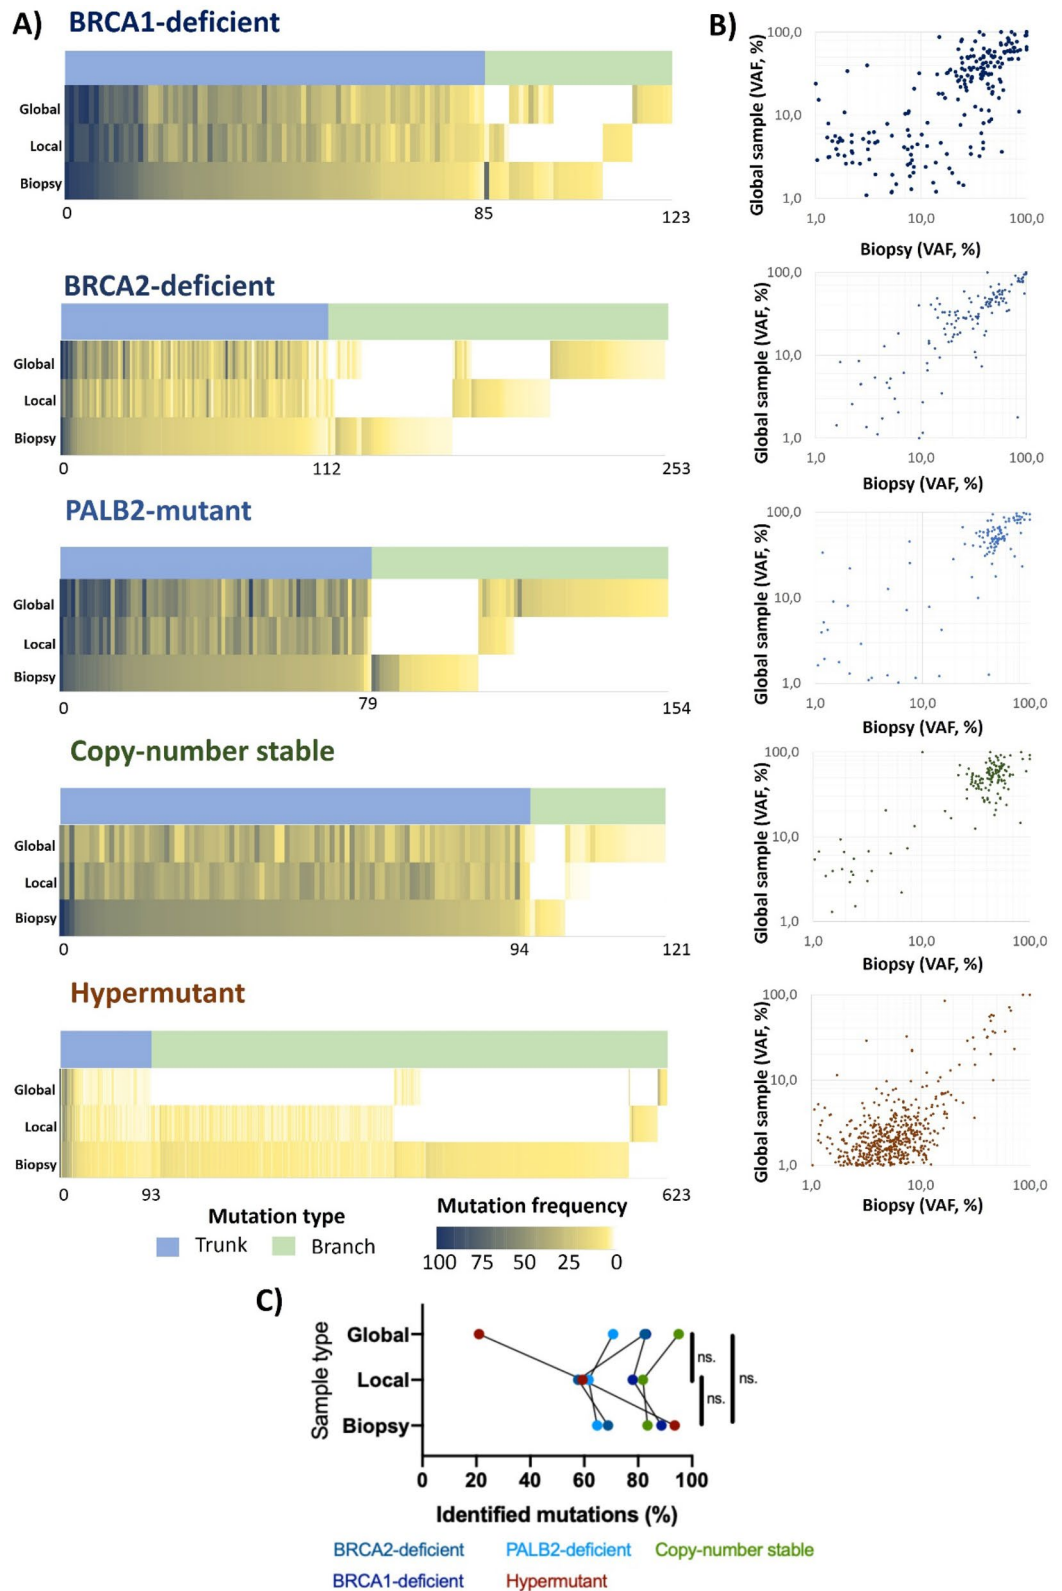 A)
BRCA1-deficient
Global
Local
Biopsy
0 85 123
BRCA2-deficient
Global
Local
Biopsy
0 112 253
PALB2-mutant
Global
Local
Biopsy
0 79 154
Copy-number stable
Global
Local
Biopsy
0 94 121
Hypermutant
Global
Local
Biopsy
0 93 623
Mutation type
Trunk Branch
Mutation frequency
100 75 50 25 0
B)
Global sample (VAF, %)
100,0
10,0
1,0
1,0 10,0 100,0
Biopsy (VAF, %)
Global sample (VAF, %)
100,0
10,0
1,0
1,0 10,0 100,0
Biopsy (VAF, %)
Global sample (VAF, %)
100,0
10,0
1,0
1,0 10,0 100,0
Biopsy (VAF, %)
Global sample (VAF, %)
100,0
10,0
1,0
1,0 10,0 100,0
Biopsy (VAF, %)
Global sample (VAF, %)
100,0
10,0
1,0
1,0 10,0 100,0
Biopsy (VAF, %)
C)
Sample type
Global
Local
Biopsy
ns.
ns.
ns.
0 20 40 60 80 100
Identified mutations (%)
BRCA2-deficient PALB2-deficient Copy-number stable
BRCA1-deficient Hypermutant